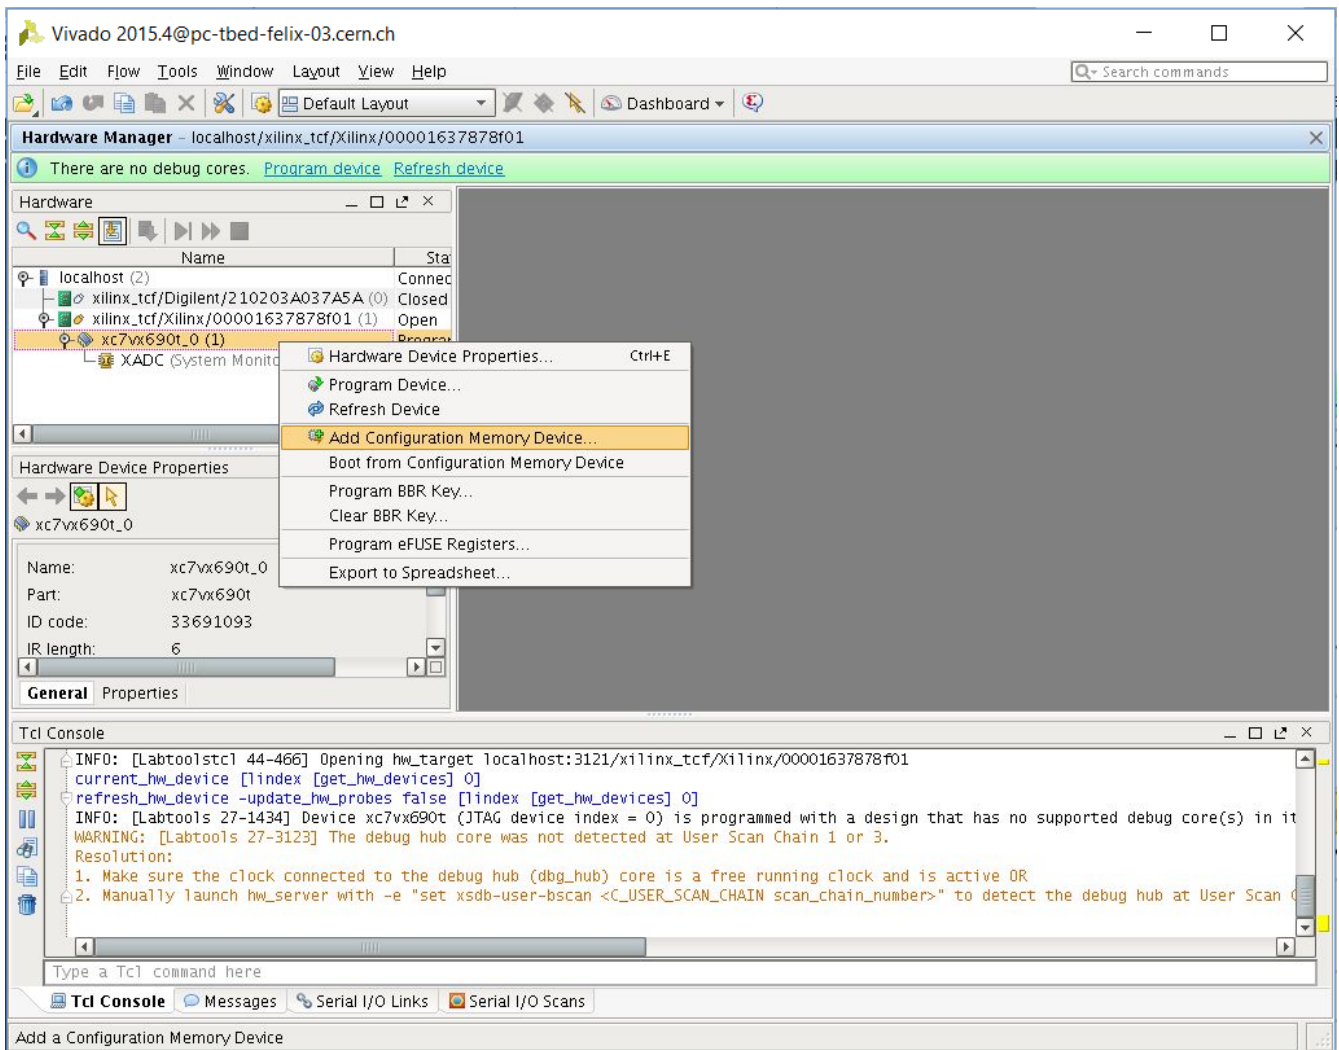 Vivado 2015.4@pc-tbed-felix-03.cern.ch
File Edit Flow Tools Window Layout View Help
Search commands
Default Layout
Dashboard
Hardware Manager - localhost/xilinx_tcf/Xilinx/00001637878f01
There are no debug cores. Program device Refresh device
Hardware
Name Sta
localhost (2) Connec
xilinx_tcf/Digilent/210203A037A5A (0) Closed
xilinx_tcf/Xilinx/00001637878f01 (1) Open
xc7vx690t_0 (1) Progra
XADC (System Monito
Hardware Device Properties... Ctrl+E
Program Device...
Refresh Device
Add Configuration Memory Device...
Boot from Configuration Memory Device
Program BBR Key...
Clear BBR Key...
Program eFUSE Registers...
Export to Spreadsheet...
Hardware Device Properties
xc7vx690t_0
Name: xc7vx690t_0
Part: xc7vx690t
ID code: 33691093
IR length: 6
General Properties
Tcl Console
INFO: [Labtoolstcl 44-466] Opening hw_target localhost:3121/xilinx_tcf/Xilinx/00001637878f01
current_hw_device [lindex [get_hw_devices] 0]
refresh_hw_device -update_hw_probes false [lindex [get_hw_devices] 0]
INFO: [Labtools 27-1434] Device xc7vx690t (JTAG device index = 0) is programmed with a design that has no supported debug core(s) in it
WARNING: [Labtools 27-3123] The debug hub core was not detected at User Scan Chain 1 or 3.
Resolution:
1. Make sure the clock connected to the debug hub (dbg_hub) core is a free running clock and is active OR
2. Manually launch hw_server with -e "set xsdb-user-bscan <C_USER_SCAN_CHAIN scan_chain_number>" to detect the debug hub at User Scan
Type a Tcl command here
Tcl Console Messages Serial I/O Links Serial I/O Scans
Add a Configuration Memory Device